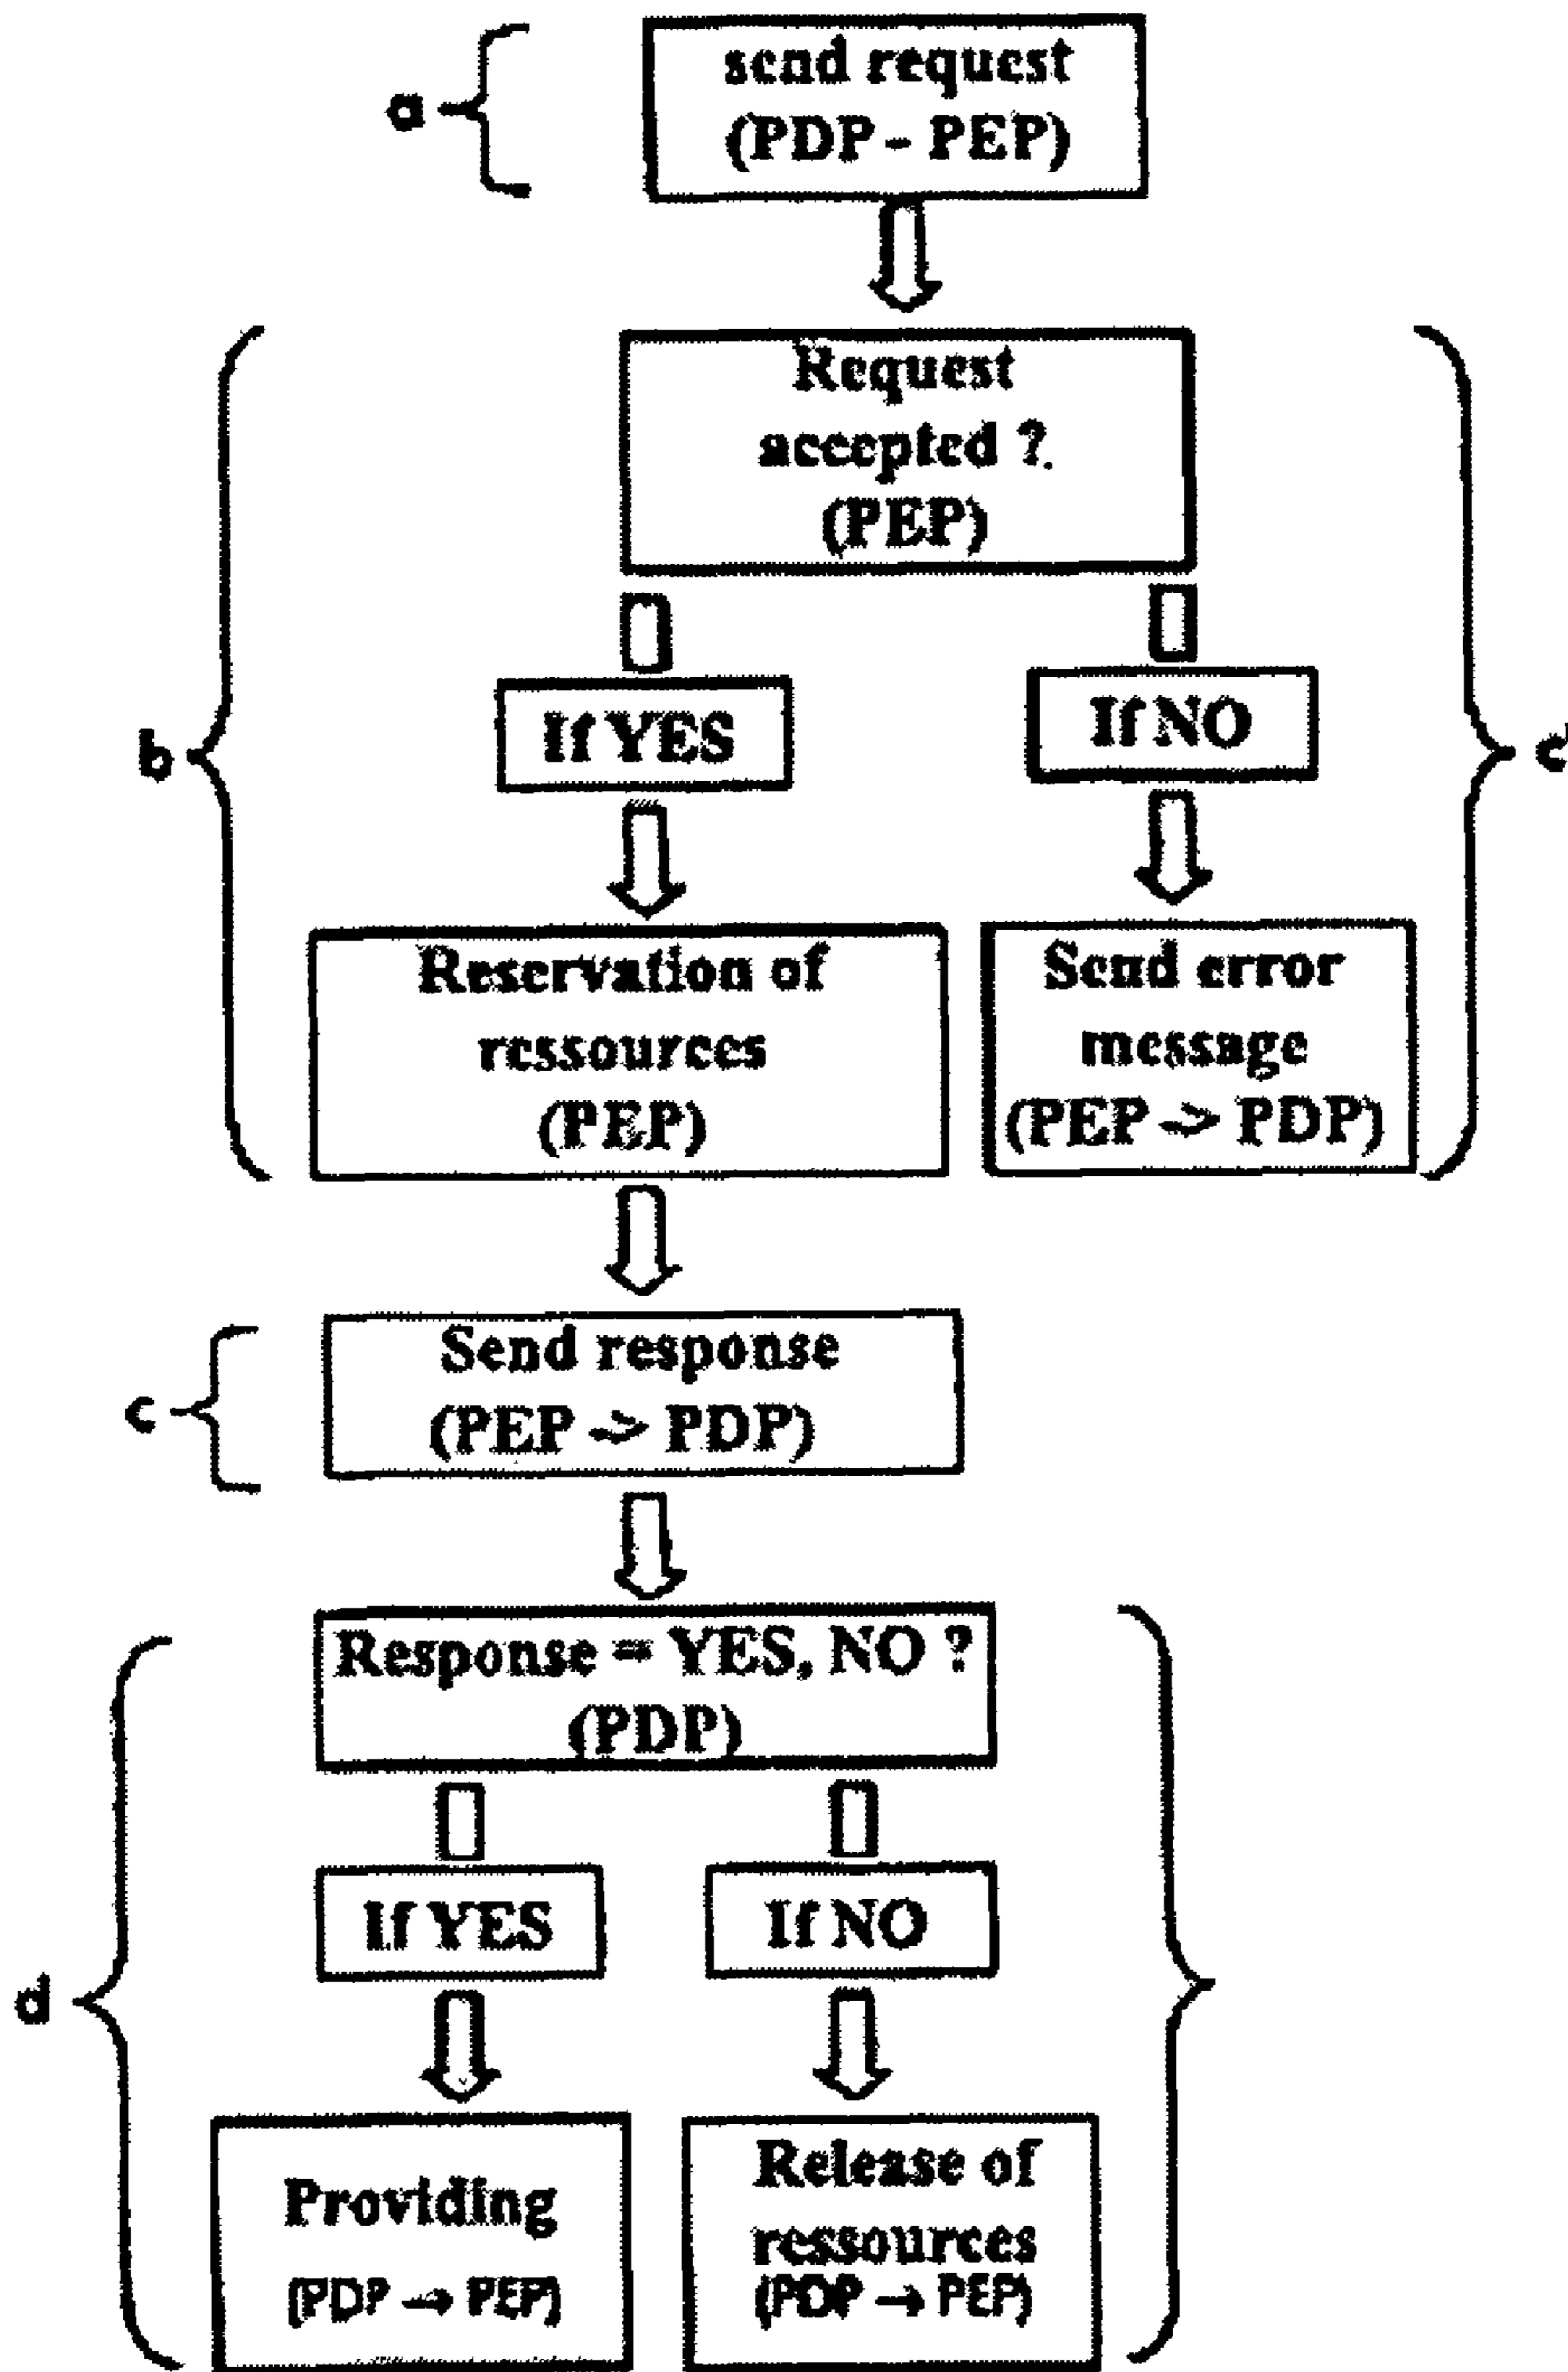 a
send request
(PDP - PEP)
Request
accepted ?
(PEP)
b
If YES
If NO
c'
Reservation of
ressources
(PEP)
Send error
message
(PEP -> PDP)
c
Send response
(PEP -> PDP)
Response = YES, NO ?
(PDP)
If YES
If NO
d
Providing
(PDP → PEP)
Release of
ressources
(PDP → PEP)